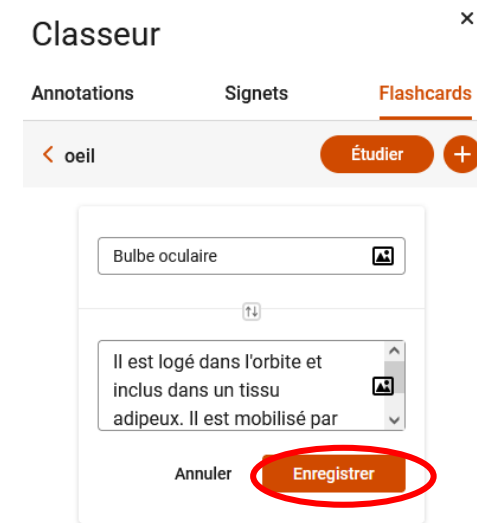 Classeur
Annotations Signets Flashcards
oeil Étudier
Bulbe oculaire
Il est logé dans l'orbite et
inclus dans un tissu
adipeux. Il est mobilisé par
Annuler Enregistrer